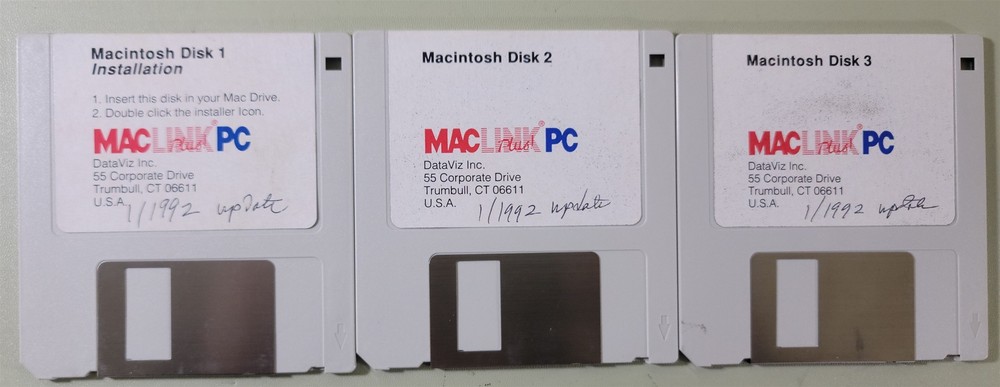 Macintosh Disk 1
Installation
1. Insert this disk in your Mac Drive.
2. Double click the installer Icon.
MACLINK® Plus! PC
DataViz Inc.
55 Corporate Drive
Trumbull, CT 06611
U.S.A.
1/1992 update
Macintosh Disk 2
MACLINK® Plus! PC
DataViz Inc.
55 Corporate Drive
Trumbull, CT 06611
U.S.A.
1/1992 update
Macintosh Disk 3
MACLINK® Plus! PC
DataViz Inc.
55 Corporate Drive
Trumbull, CT 06611
U.S.A.
1/1992 update